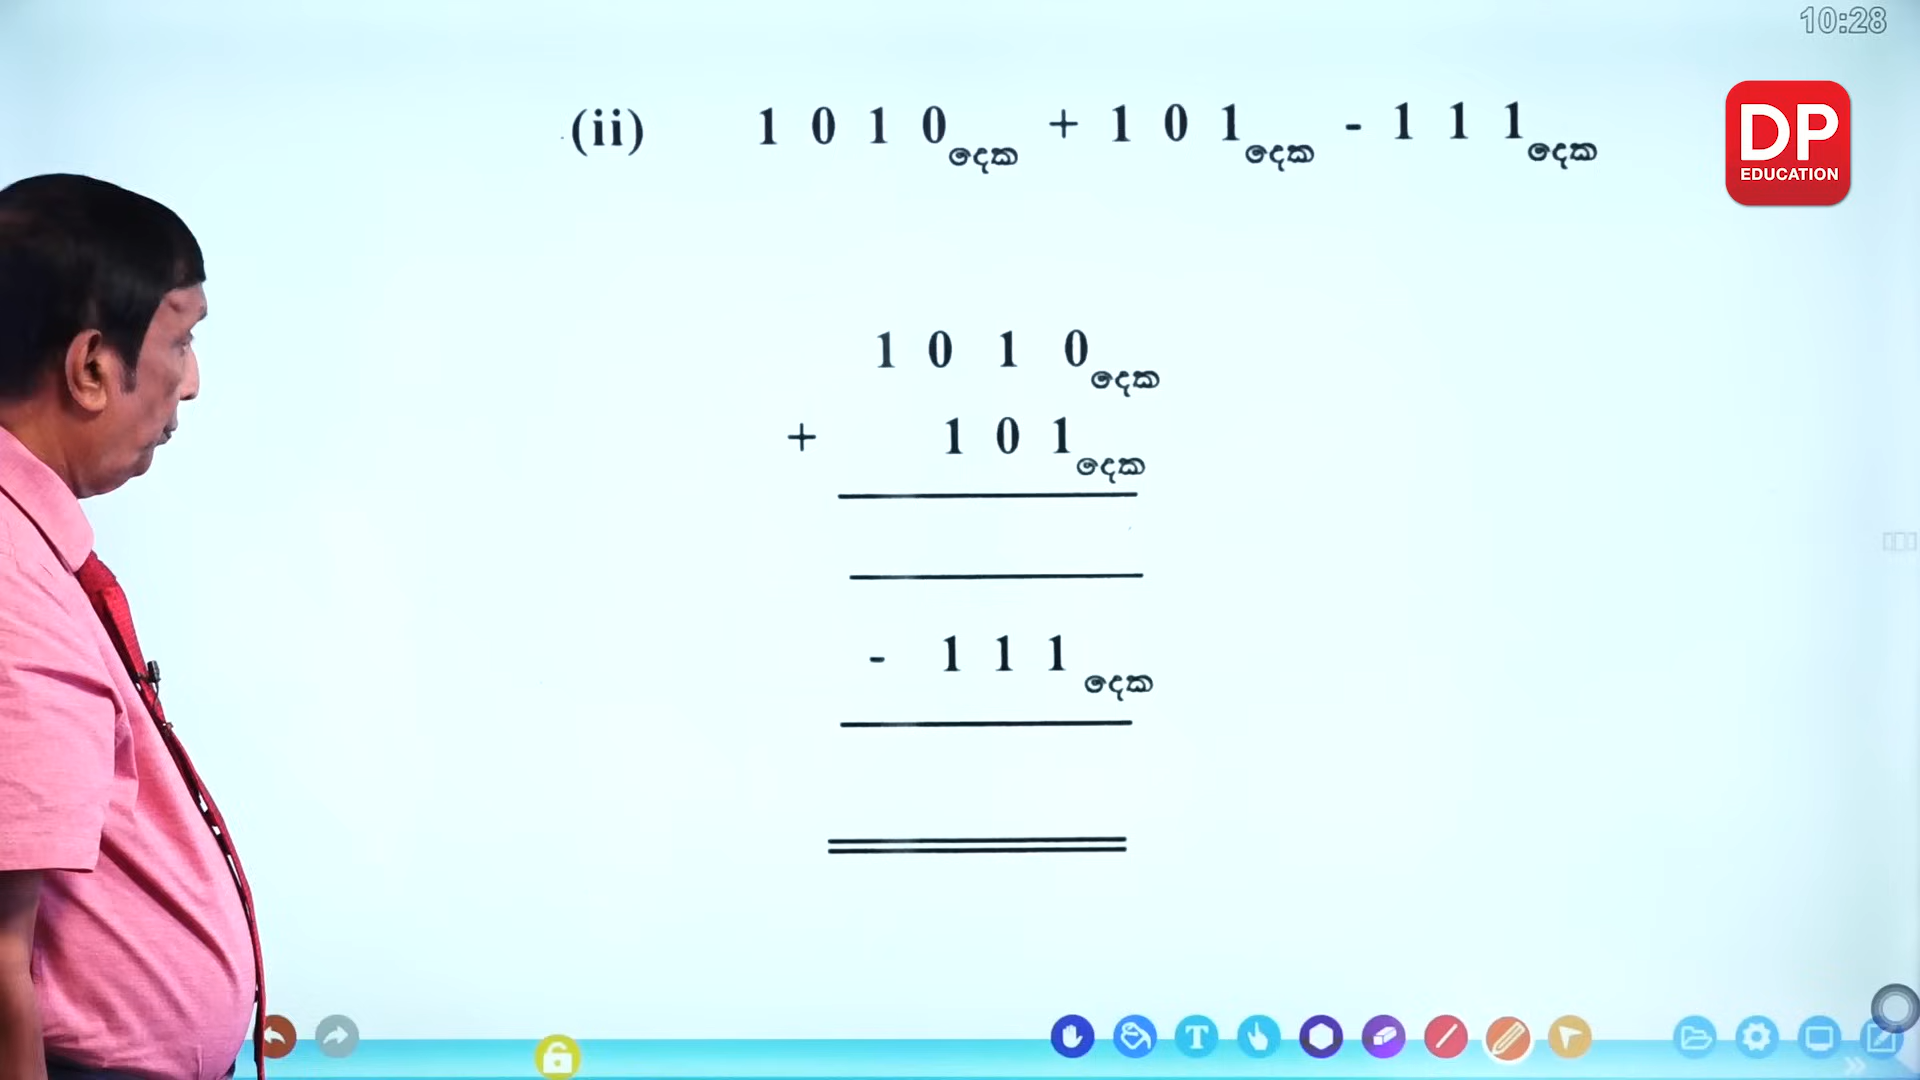 10:28
(ii) 1 0 1 0දෙක + 1 0 1දෙක - 1 1 1දෙක
DP
EDUCATION
1 0 1 0දෙක
+ 1 0 1දෙක
- 1 1 1දෙක
T